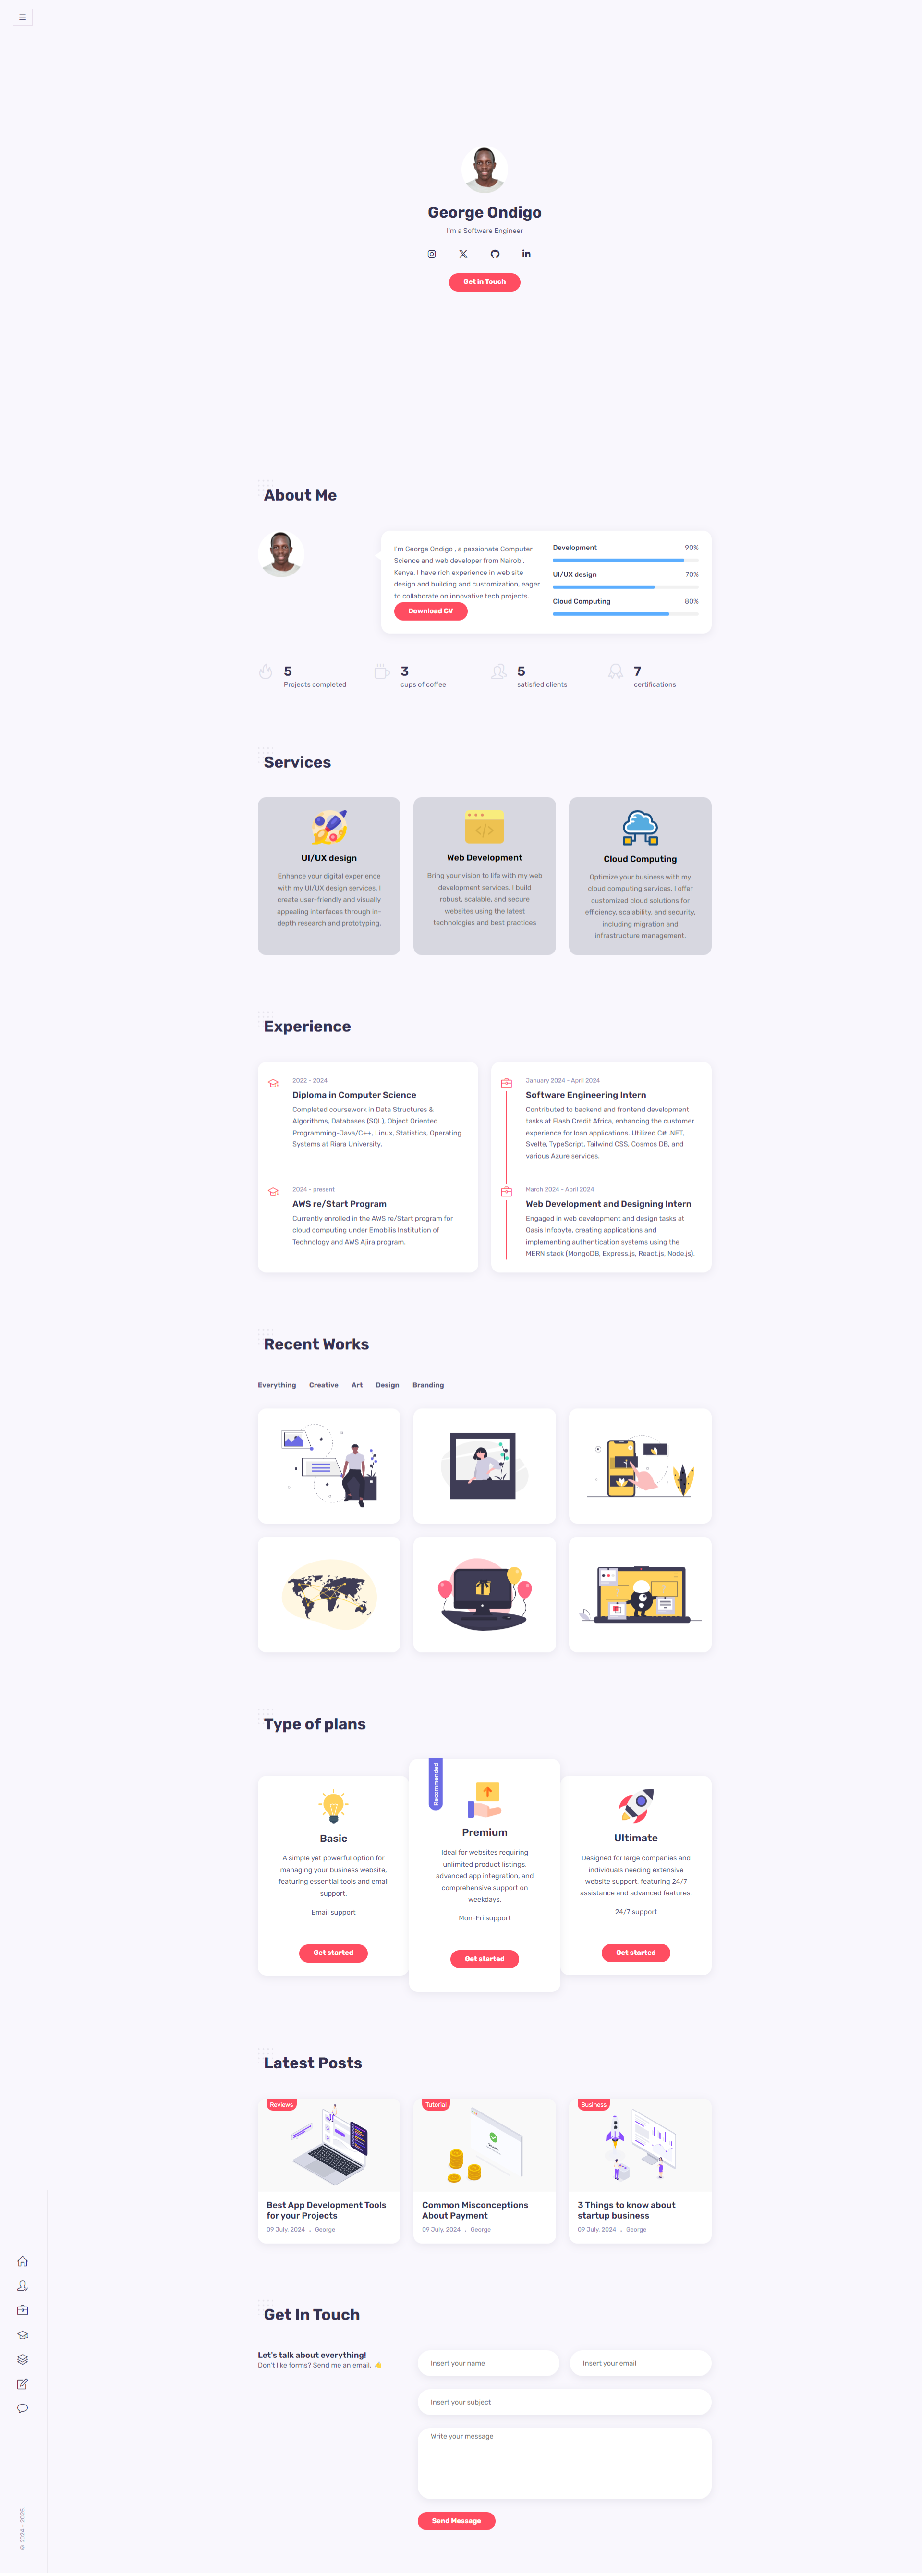 George Ondigo
I'm a Software Engineer
Get in Touch
About Me
I'm George Ondigo , a passionate Computer
Science and web developer from Nairobi,
Kenya. I have rich experience in web site
design and building and customization, eager
to collaborate on innovative tech projects.
Download CV
Development 90%
UI/UX design 70%
Cloud Computing 80%
5
Projects completed
3
cups of coffee
5
satisfied clients
7
certifications
Services
UI/UX design
Enhance your digital experience
with my UI/UX design services. I
create user-friendly and visually
appealing interfaces through in-
depth research and prototyping.
Web Development
Bring your vision to life with my web
development services. I build
robust, scalable, and secure
websites using the latest
technologies and best practices
Cloud Computing
Optimize your business with my
cloud computing services. I offer
customized cloud solutions for
efficiency, scalability, and security,
including migration and
infrastructure management.
Experience
2022 - 2024
Diploma in Computer Science
Completed coursework in Data Structures &
Algorithms, Databases (SQL), Object Oriented
Programming-Java/C++, Linux, Statistics, Operating
Systems at Riara University.
2024 - present
AWS re/Start Program
Currently enrolled in the AWS re/Start program for
cloud computing under Emobilis Institution of
Technology and AWS Ajira program.
January 2024 - April 2024
Software Engineering Intern
Contributed to backend and frontend development
tasks at Flash Credit Africa, enhancing the customer
experience for loan applications. Utilized C# .NET,
Svelte, TypeScript, Tailwind CSS, Cosmos DB, and
various Azure services.
March 2024 - April 2024
Web Development and Designing Intern
Engaged in web development and design tasks at
Oasis Infobyte, creating applications and
implementing authentication systems using the
MERN stack (MongoDB, Express.js, React.js, Node.js).
Recent Works
Everything Creative Art Design Branding
Type of plans
Basic
A simple yet powerful option for
managing your business website,
featuring essential tools and email
support.
Email support
Get started
Recommended
Premium
Ideal for websites requiring
unlimited product listings,
advanced app integration, and
comprehensive support on
weekdays.
Mon-Fri support
Get started
Ultimate
Designed for large companies and
individuals needing extensive
website support, featuring 24/7
assistance and advanced features.
24/7 support
Get started
Latest Posts
Reviews
Best App Development Tools
for your Projects
09 July, 2024 . George
Tutorial
Common Misconceptions
About Payment
09 July, 2024 . George
Business
3 Things to know about
startup business
09 July, 2024 . George
Get In Touch
Let's talk about everything!
Don't like forms? Send me an email. 👋
Insert your name
Insert your email
Insert your subject
Write your message
Send Message
© 2024 - 2025.